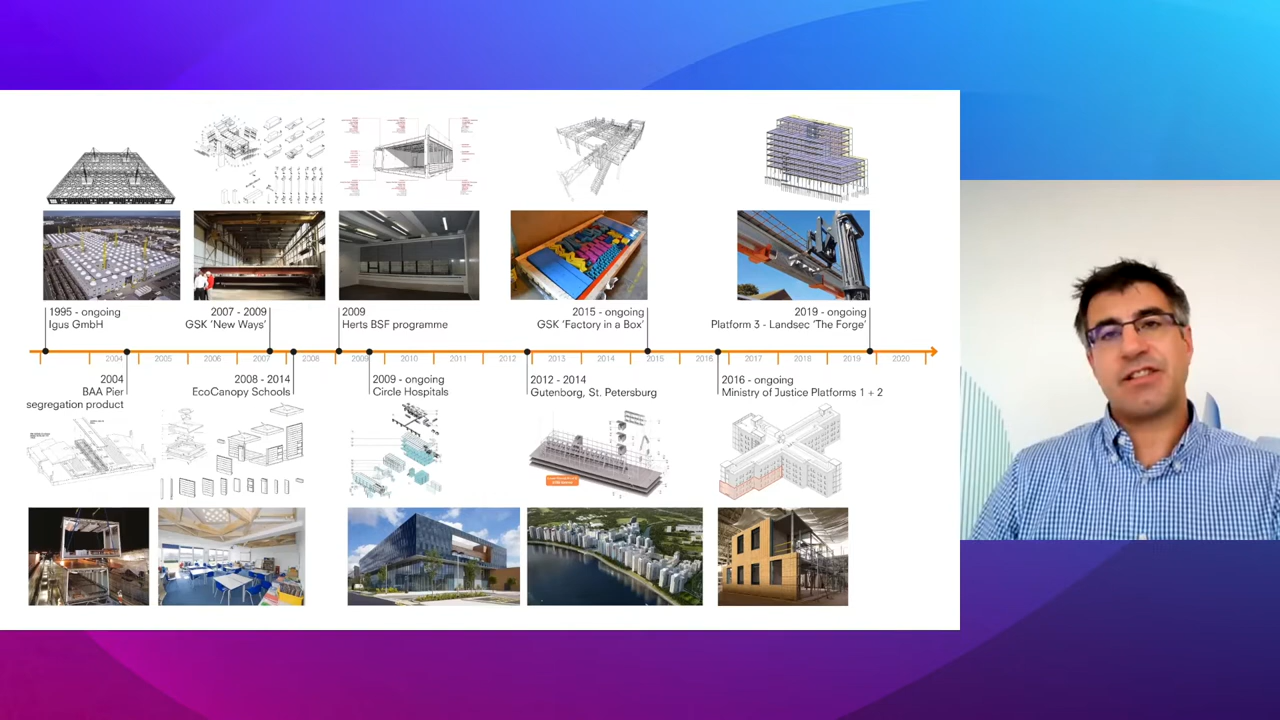 1995 - ongoing
Igus GmbH
2007 - 2009
GSK 'New Ways'
2009
Herts BSF programme
2015 - ongoing
GSK 'Factory in a Box'
2019 - ongoing
Platform 3 - Landsec 'The Forge'
2004 2005 2006 2007 2008 2009 2010 2011 2012 2013 2014 2015 2016 2017 2018 2019 2020
2004
BAA Pier
segregation product
2008 - 2014
EcoCanopy Schools
2009 - ongoing
Circle Hospitals
2012 - 2014
Gutenborg, St. Petersburg
2016 - ongoing
Ministry of Justice Platforms 1 + 2